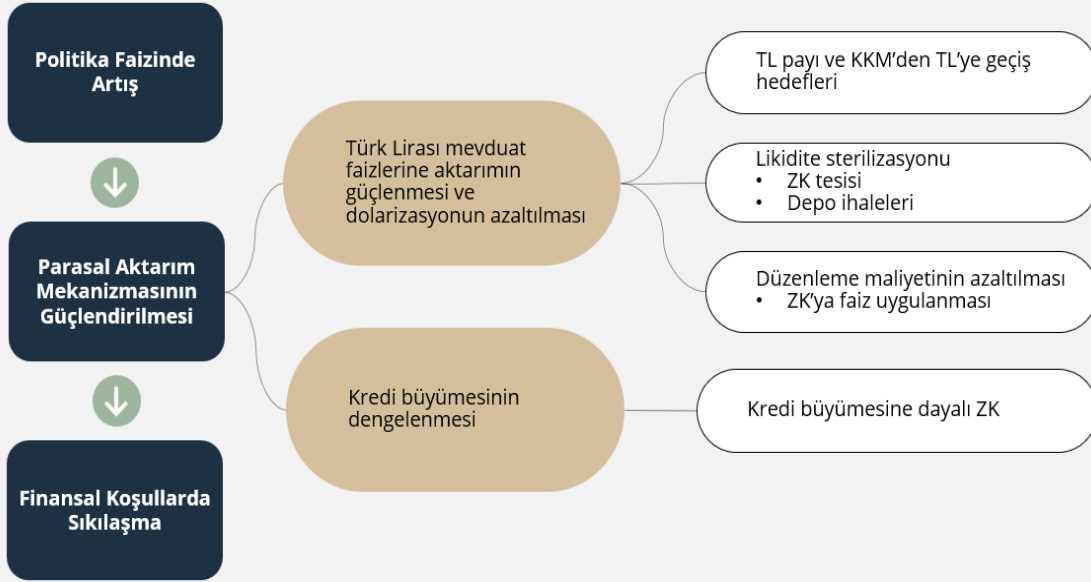 Politika Faizinde
Artış
Parasal Aktarım
Mekanizmasının
Güçlendirilmesi
Finansal Koşullarda
Sıkılaşma
Türk Lirası mevduat
faizlerine aktarımın
güçlenmesi ve
dolarizasyonun azaltılması
Kredi büyümesinin
dengelenmesi
TL payı ve KKM’den TL’ye geçiş
hedefleri
Likidite sterilizasyonu
• ZK tesisi
• Depo ihaleleri
Düzenleme maliyetinin azaltılması
• ZK’ya faiz uygulanması
Kredi büyümesine dayalı ZK